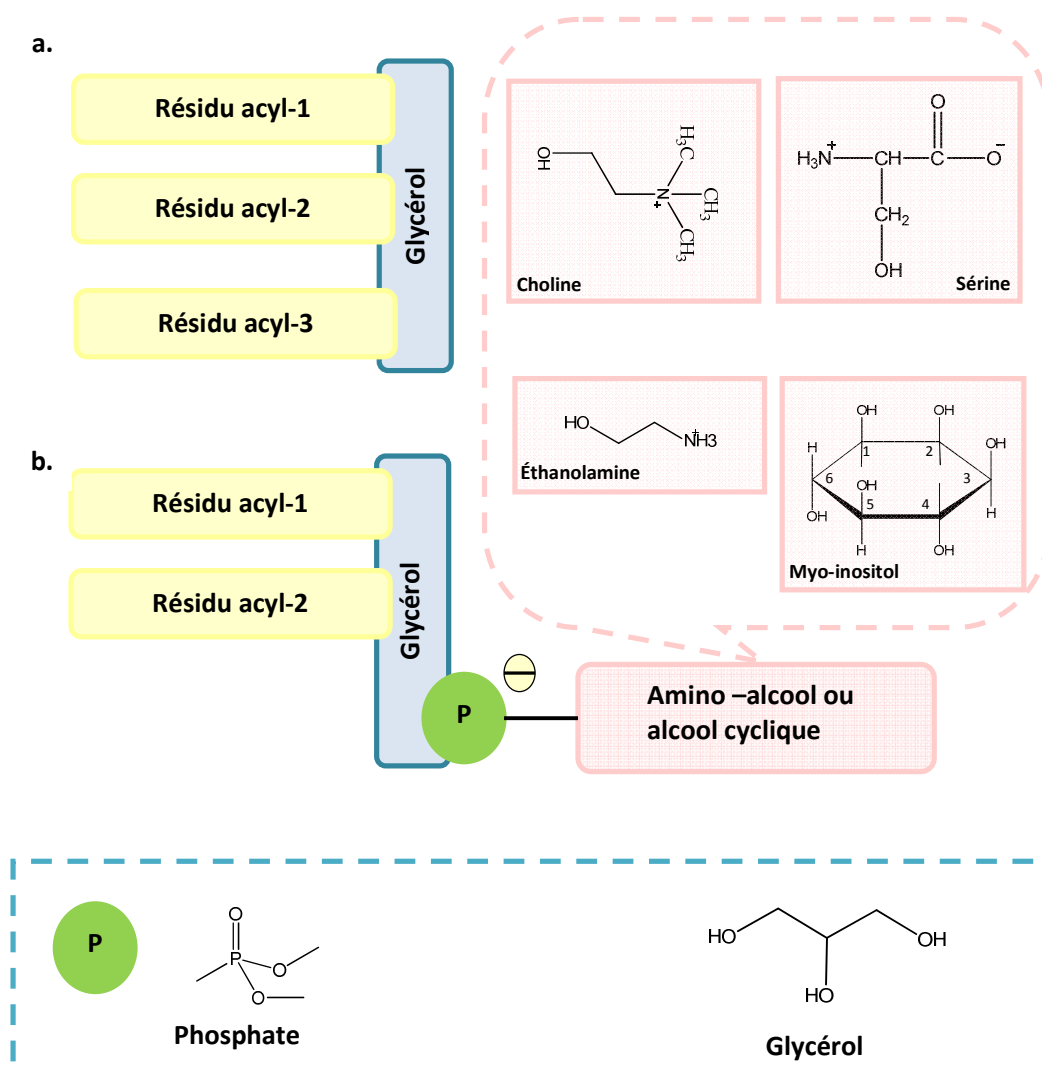 a.
Résidu acyl-1
Résidu acyl-2
Résidu acyl-3
Glycérol
OH
N
+
H₃C
CH₃
CH₃
Choline
O
H₃N
+
CH
C
O
-
CH₂
OH
Sérine
HO
NH3
+
Éthanolamine
OH
OH
H
1
2
OH
6
OH
3
5
4
OH
H
H
OH
Myo-inositol
b.
Résidu acyl-1
Résidu acyl-2
Glycérol
P
Amino –alcool ou
alcool cyclique
P
O
P
O
O
Phosphate
HO
OH
HO
Glycérol